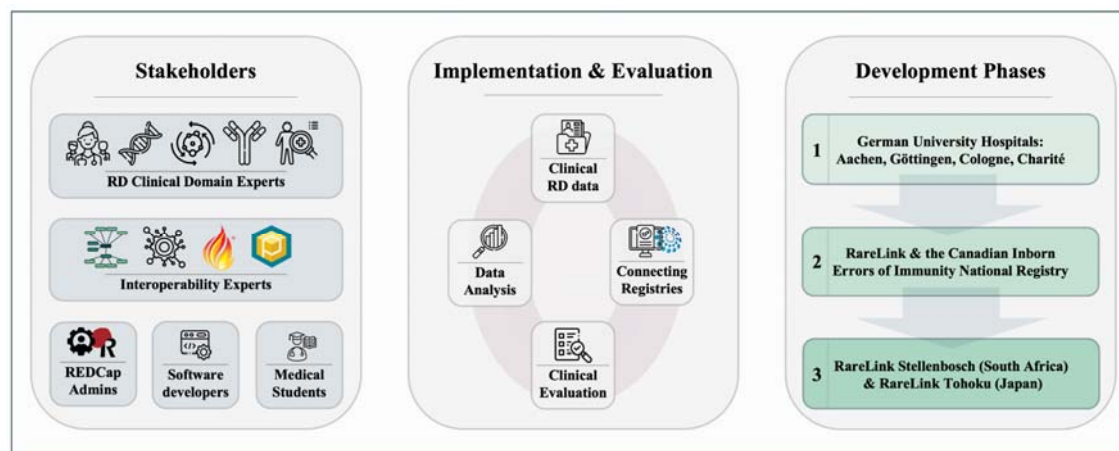 Stakeholders
RD Clinical Domain Experts
Interoperability Experts
R
REDCap
Admins
Software
developers
Medical
Students
Implementation & Evaluation
Clinical
RD data
Data
Analysis
Connecting
Registries
Clinical
Evaluation
Development Phases
1
German University Hospitals:
Aachen, Göttingen, Cologne, Charité
2
RareLink & the Canadian Inborn
Errors of Immunity National Registry
3
RareLink Stellenbosch (South Africa)
& RareLink Tohoku (Japan)